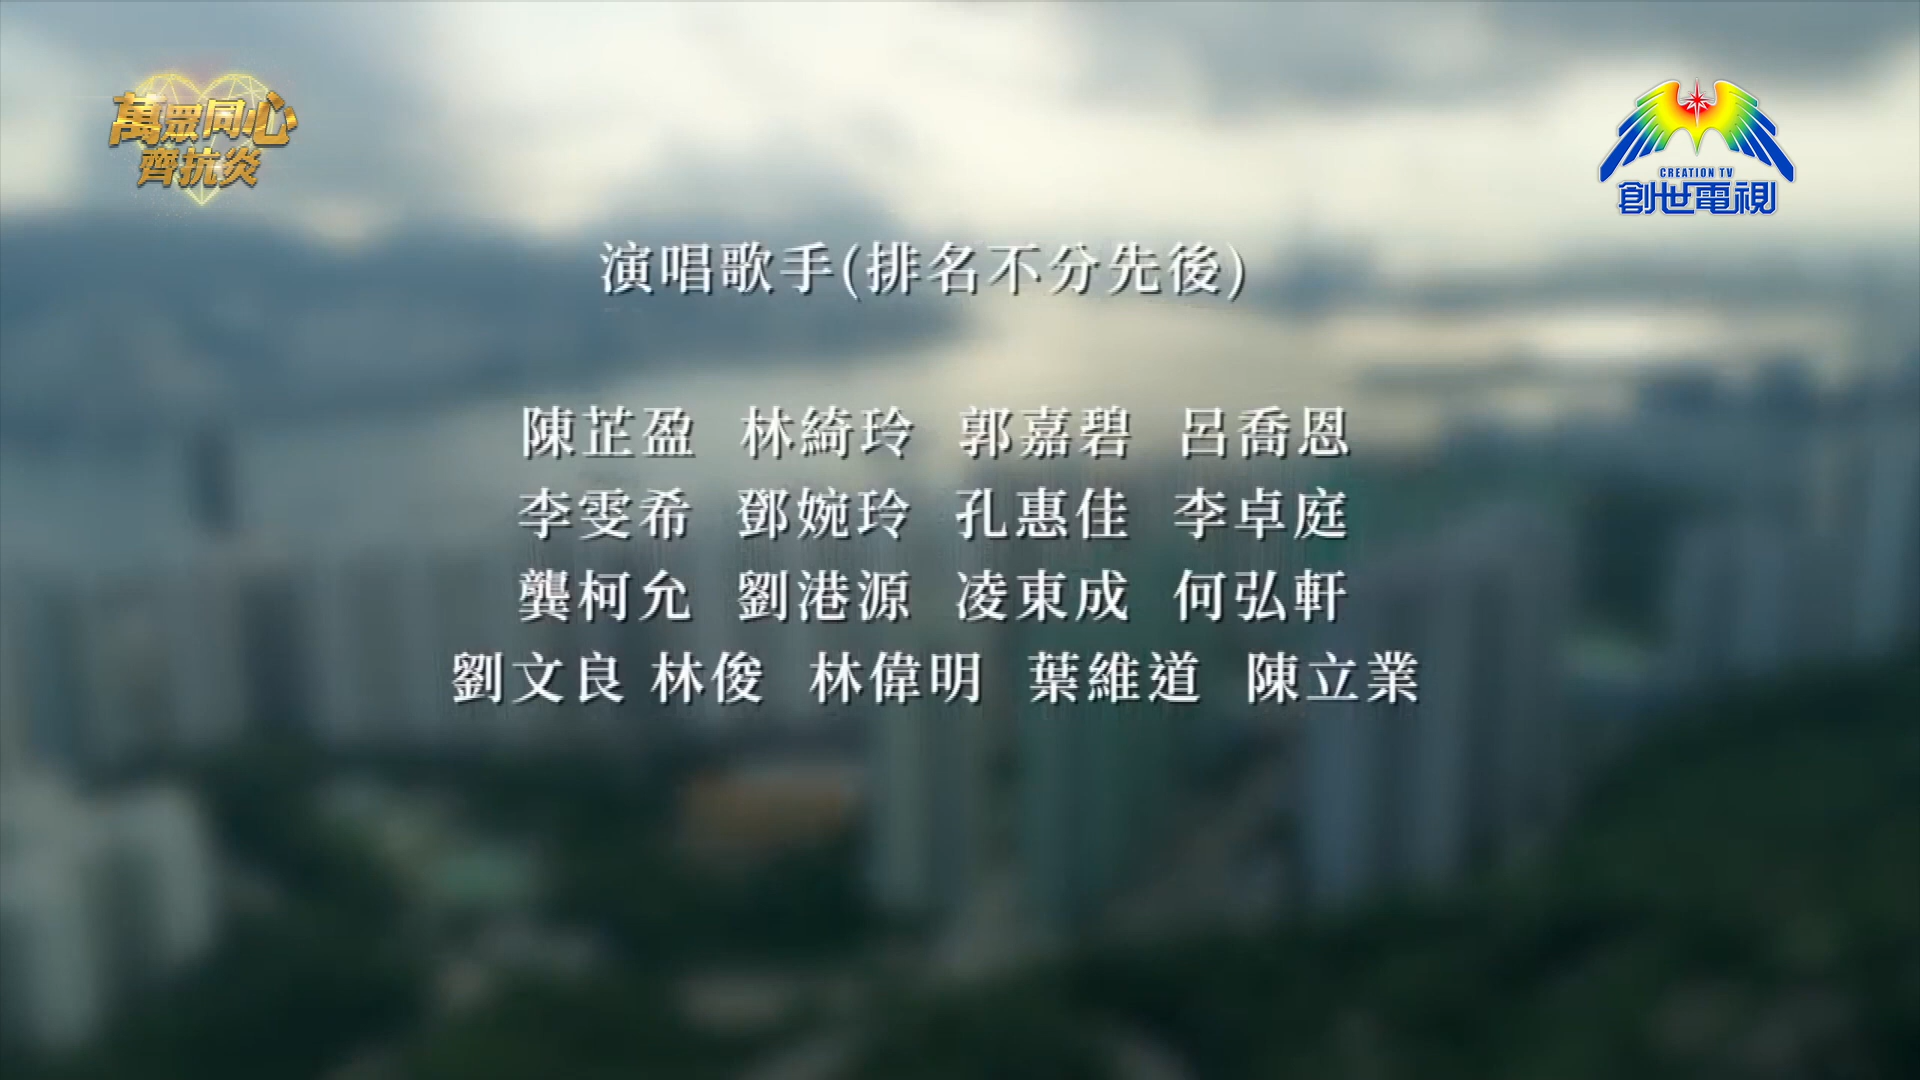 萬眾同心
齊抗炎
CREATION TV
創世電視
演唱歌手(排名不分先後)
陳芷盈 林綺玲 郭嘉碧 呂喬恩
李雯希 鄧婉玲 孔惠佳 李卓庭
龔柯允 劉港源 凌東成 何弘軒
劉文良 林俊 林偉明 葉維道 陳立業